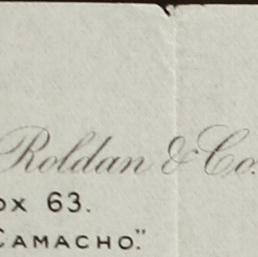 Roldan & Co.
ox 63.
CAMACHO."